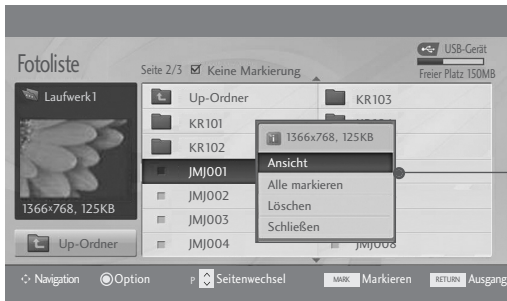 USB-Gerät
Fotoliste
Seite 2/3 Keine Markierung
Freier Platz 150MB
Laufwerk1
1366x768, 125KB
Up-Ordner
Up-Ordner
KR101
KR102
JMJ001
JMJ002
JMJ003
JMJ004
KR103
1366x768, 125KB
Ansicht
Alle markieren
Löschen
Schließen
JMJ008
Navigation
Option
P Seitenwechsel
MARK Markieren
RETURN Ausgang